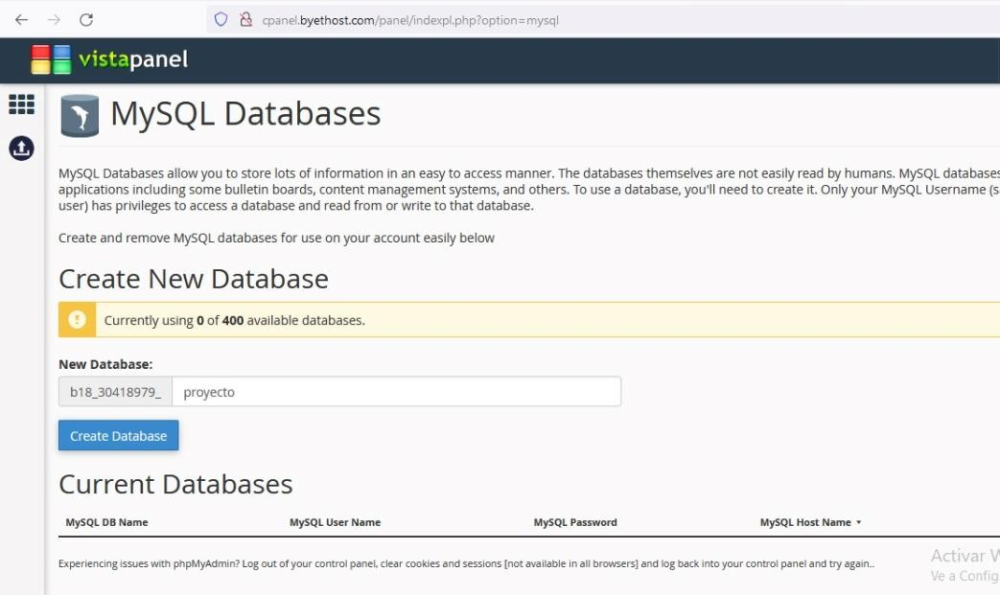 cpanel.byethost.com/panel/indexpl.php?option=mysql
vistapanel
MySQL Databases
MySQL Databases allow you to store lots of information in an easy to access manner. The databases themselves are not easily read by humans. MySQL databases
applications including some bulletin boards, content management systems, and others. To use a database, you'll need to create it. Only your MySQL Username (s
user) has privileges to access a database and read from or write to that database.
Create and remove MySQL databases for use on your account easily below
Create New Database
Currently using 0 of 400 available databases.
New Database:
b18_30418979_ proyecto
Create Database
Current Databases
MySQL DB Name MySQL User Name MySQL Password MySQL Host Name
Experiencing issues with phpMyAdmin? Log out of your control panel, clear cookies and sessions [not available in all browsers] and log back into your control panel and try again..
Activar W
Ve a Config